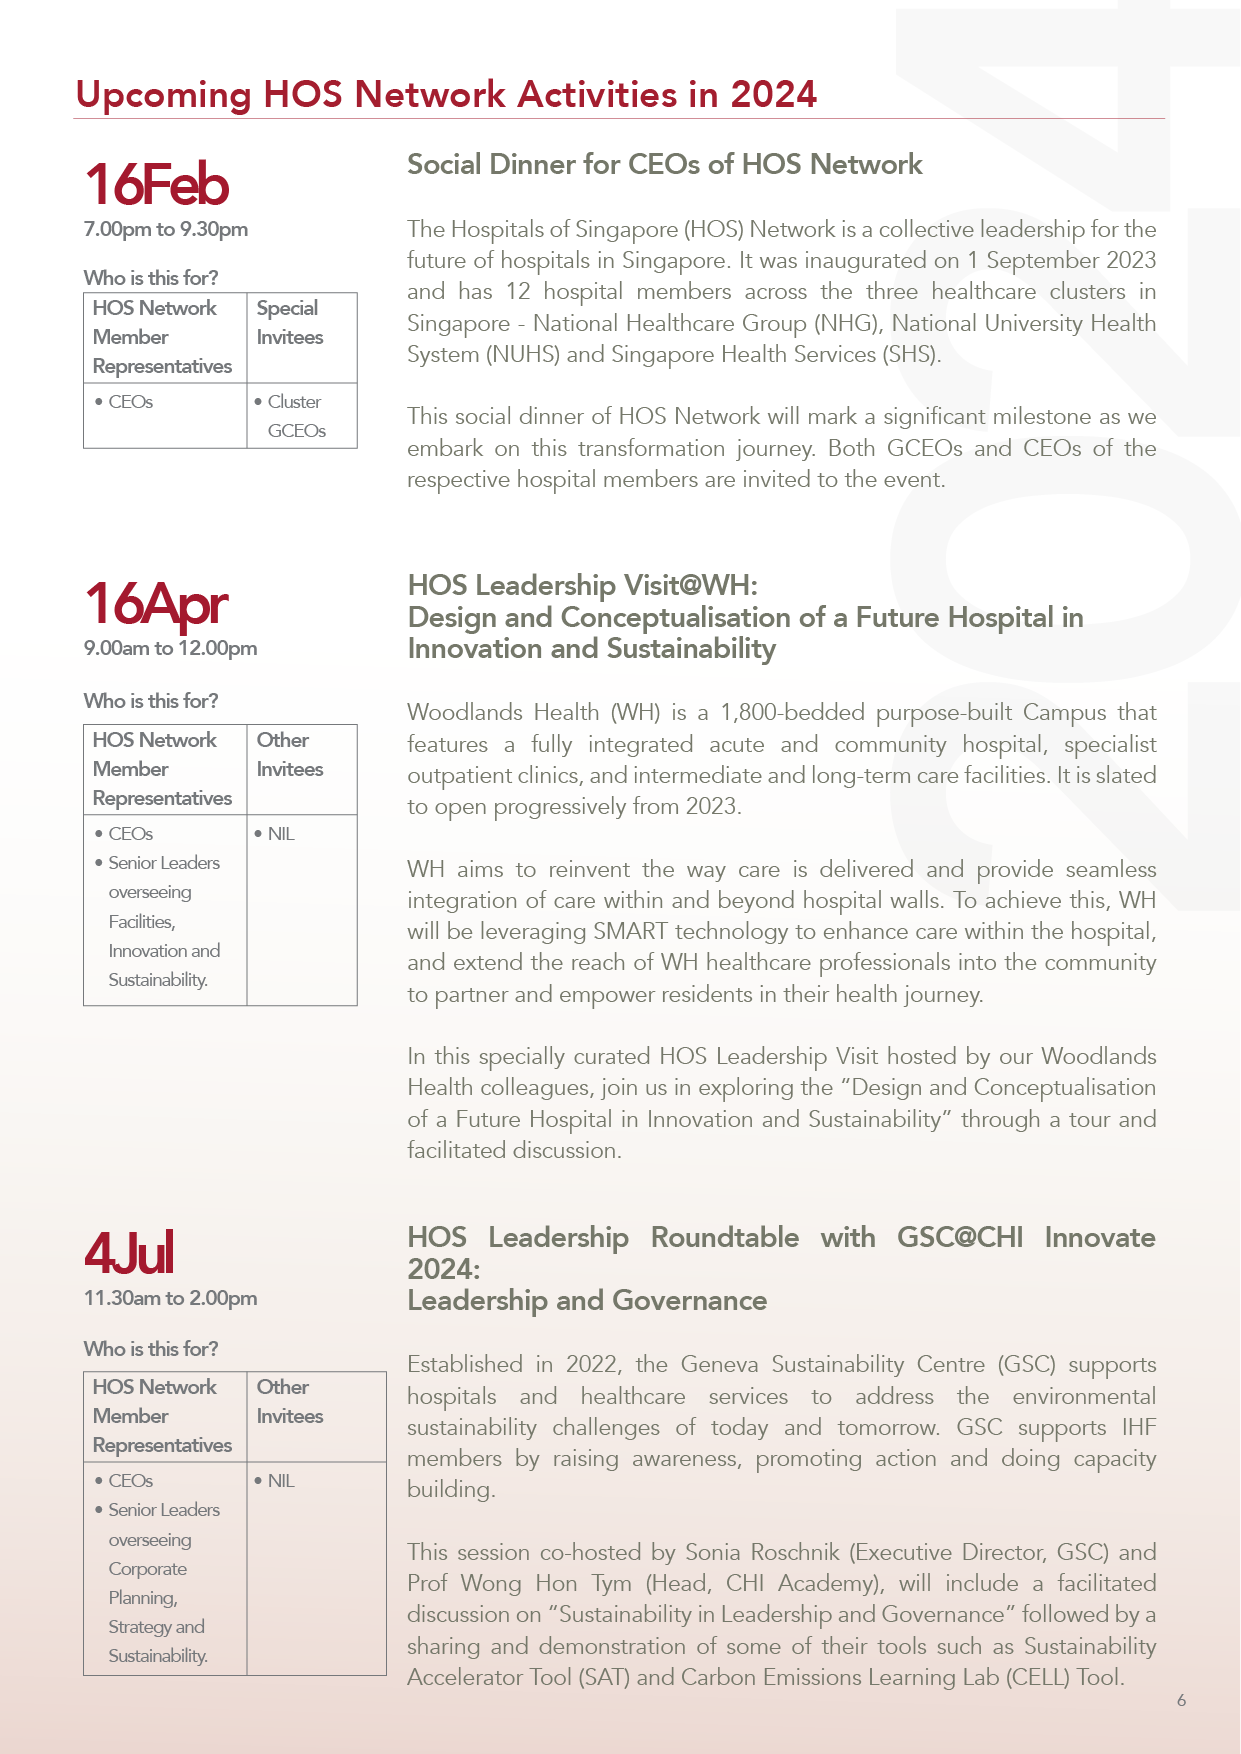 Upcoming HOS Network Activities in 2024
16Feb
7.00pm to 9.30pm
Who is this for?
HOS Network
Member
Representatives
Special
Invitees
• CEOs
• Cluster
GCEOs
Social Dinner for CEOs of HOS Network
The Hospitals of Singapore (HOS) Network is a collective leadership for the
future of hospitals in Singapore. It was inaugurated on 1 September 2023
and has 12 hospital members across the three healthcare clusters in
Singapore - National Healthcare Group (NHG), National University Health
System (NUHS) and Singapore Health Services (SHS).
This social dinner of HOS Network will mark a significant milestone as we
embark on this transformation journey. Both GCEOs and CEOs of the
respective hospital members are invited to the event.
16Apr
9.00am to 12.00pm
Who is this for?
HOS Network
Member
Representatives
Other
Invitees
• CEOs
• Senior Leaders
overseeing
Facilities,
Innovation and
Sustainability.
• NIL
HOS Leadership Visit@WH:
Design and Conceptualisation of a Future Hospital in
Innovation and Sustainability
Woodlands Health (WH) is a 1,800-bedded purpose-built Campus that
features a fully integrated acute and community hospital, specialist
outpatient clinics, and intermediate and long-term care facilities. It is slated
to open progressively from 2023.
WH aims to reinvent the way care is delivered and provide seamless
integration of care within and beyond hospital walls. To achieve this, WH
will be leveraging SMART technology to enhance care within the hospital,
and extend the reach of WH healthcare professionals into the community
to partner and empower residents in their health journey.
In this specially curated HOS Leadership Visit hosted by our Woodlands
Health colleagues, join us in exploring the “Design and Conceptualisation
of a Future Hospital in Innovation and Sustainability” through a tour and
facilitated discussion.
4Jul
11.30am to 2.00pm
Who is this for?
HOS Network
Member
Representatives
Other
Invitees
• CEOs
• Senior Leaders
overseeing
Corporate
Planning,
Strategy and
Sustainability.
• NIL
HOS Leadership Roundtable with GSC@CHI Innovate
2024:
Leadership and Governance
Established in 2022, the Geneva Sustainability Centre (GSC) supports
hospitals and healthcare services to address the environmental
sustainability challenges of today and tomorrow. GSC supports IHF
members by raising awareness, promoting action and doing capacity
building.
This session co-hosted by Sonia Roschnik (Executive Director, GSC) and
Prof Wong Hon Tym (Head, CHI Academy), will include a facilitated
discussion on “Sustainability in Leadership and Governance” followed by a
sharing and demonstration of some of their tools such as Sustainability
Accelerator Tool (SAT) and Carbon Emissions Learning Lab (CELL) Tool.
6
2024